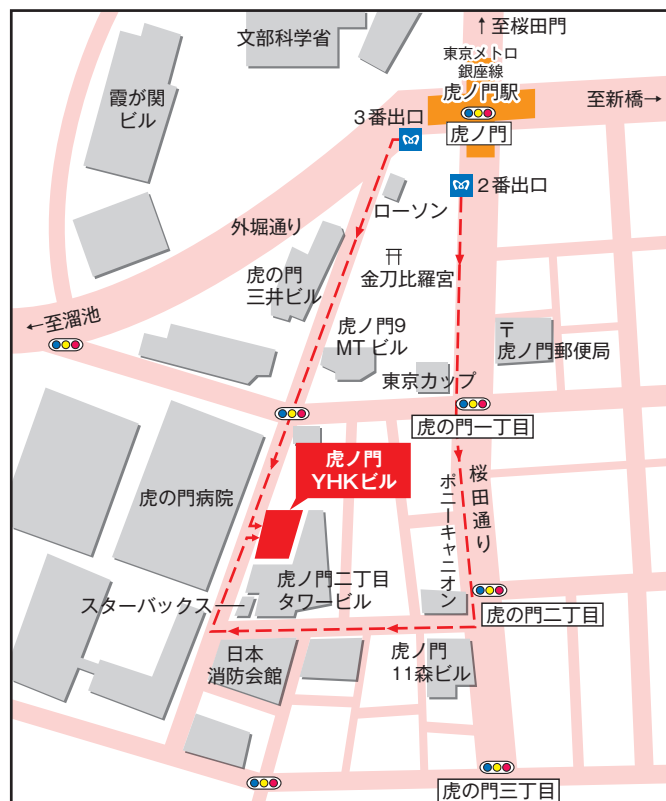 ↑至桜田門
文部科学省
東京メトロ
銀座線
虎ノ門駅
霞が関
ビル
至新橋→
3番出口
虎ノ門
2番出口
ローソン
外堀通り
金刀比羅宮
虎の門
三井ビル
←至溜池
虎ノ門9
MTビル
〒
虎ノ門郵便局
東京カップ
虎の門一丁目
虎ノ門
YHKビル
桜田通り
ポニーキャニオン
虎の門病院
虎ノ門二丁目
タワービル
スターバックス
虎の門二丁目
日本
消防会館
虎ノ門
11森ビル
虎の門三丁目